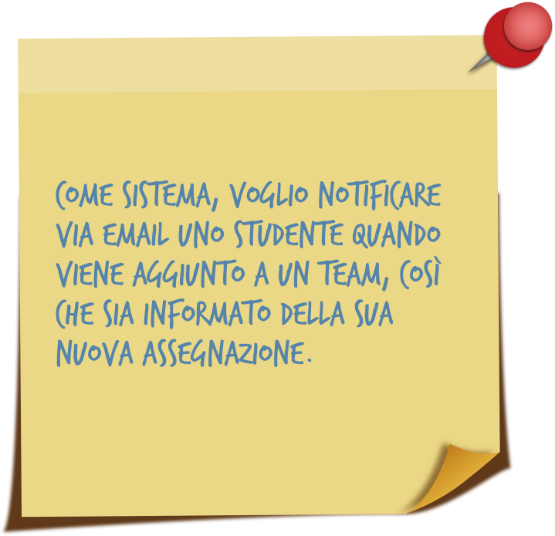 COME SISTEMA, VOGLIO NOTIFICARE
VIA EMAIL UNO STUDENTE QUANDO
VIENE AGGIUNTO A UN TEAM, COSÌ
CHE SIA INFORMATO DELLA SUA
NUOVA ASSEGNAZIONE.